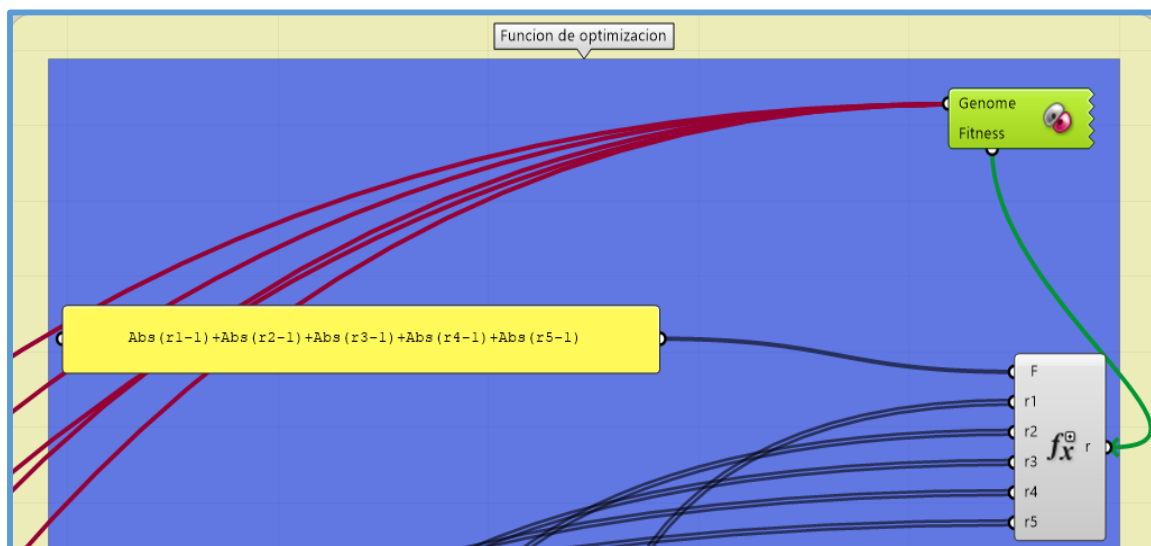 Funcion de optimizacion
Genome
Fitness
Abs(r1-1)+Abs(r2-1)+Abs(r3-1)+Abs(r4-1)+Abs(r5-1)
F
r1
r2
r3
r4
r5
fx
r